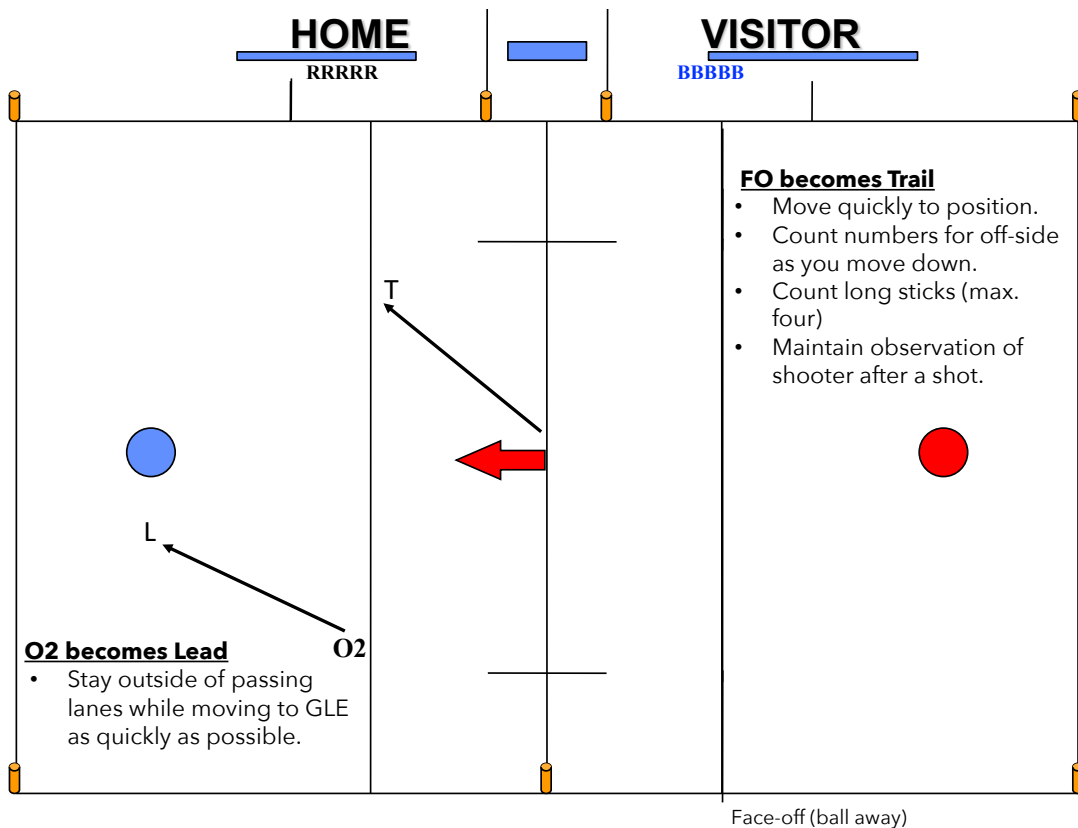 HOME
VISITOR
RRRRR
BBBBB
FO becomes Trail
• Move quickly to position.
• Count numbers for off-side
as you move down.
• Count long sticks (max.
four)
• Maintain observation of
shooter after a shot.
T
L
O2
O2 becomes Lead
• Stay outside of passing
lanes while moving to GLE
as quickly as possible.
Face-off (ball away)